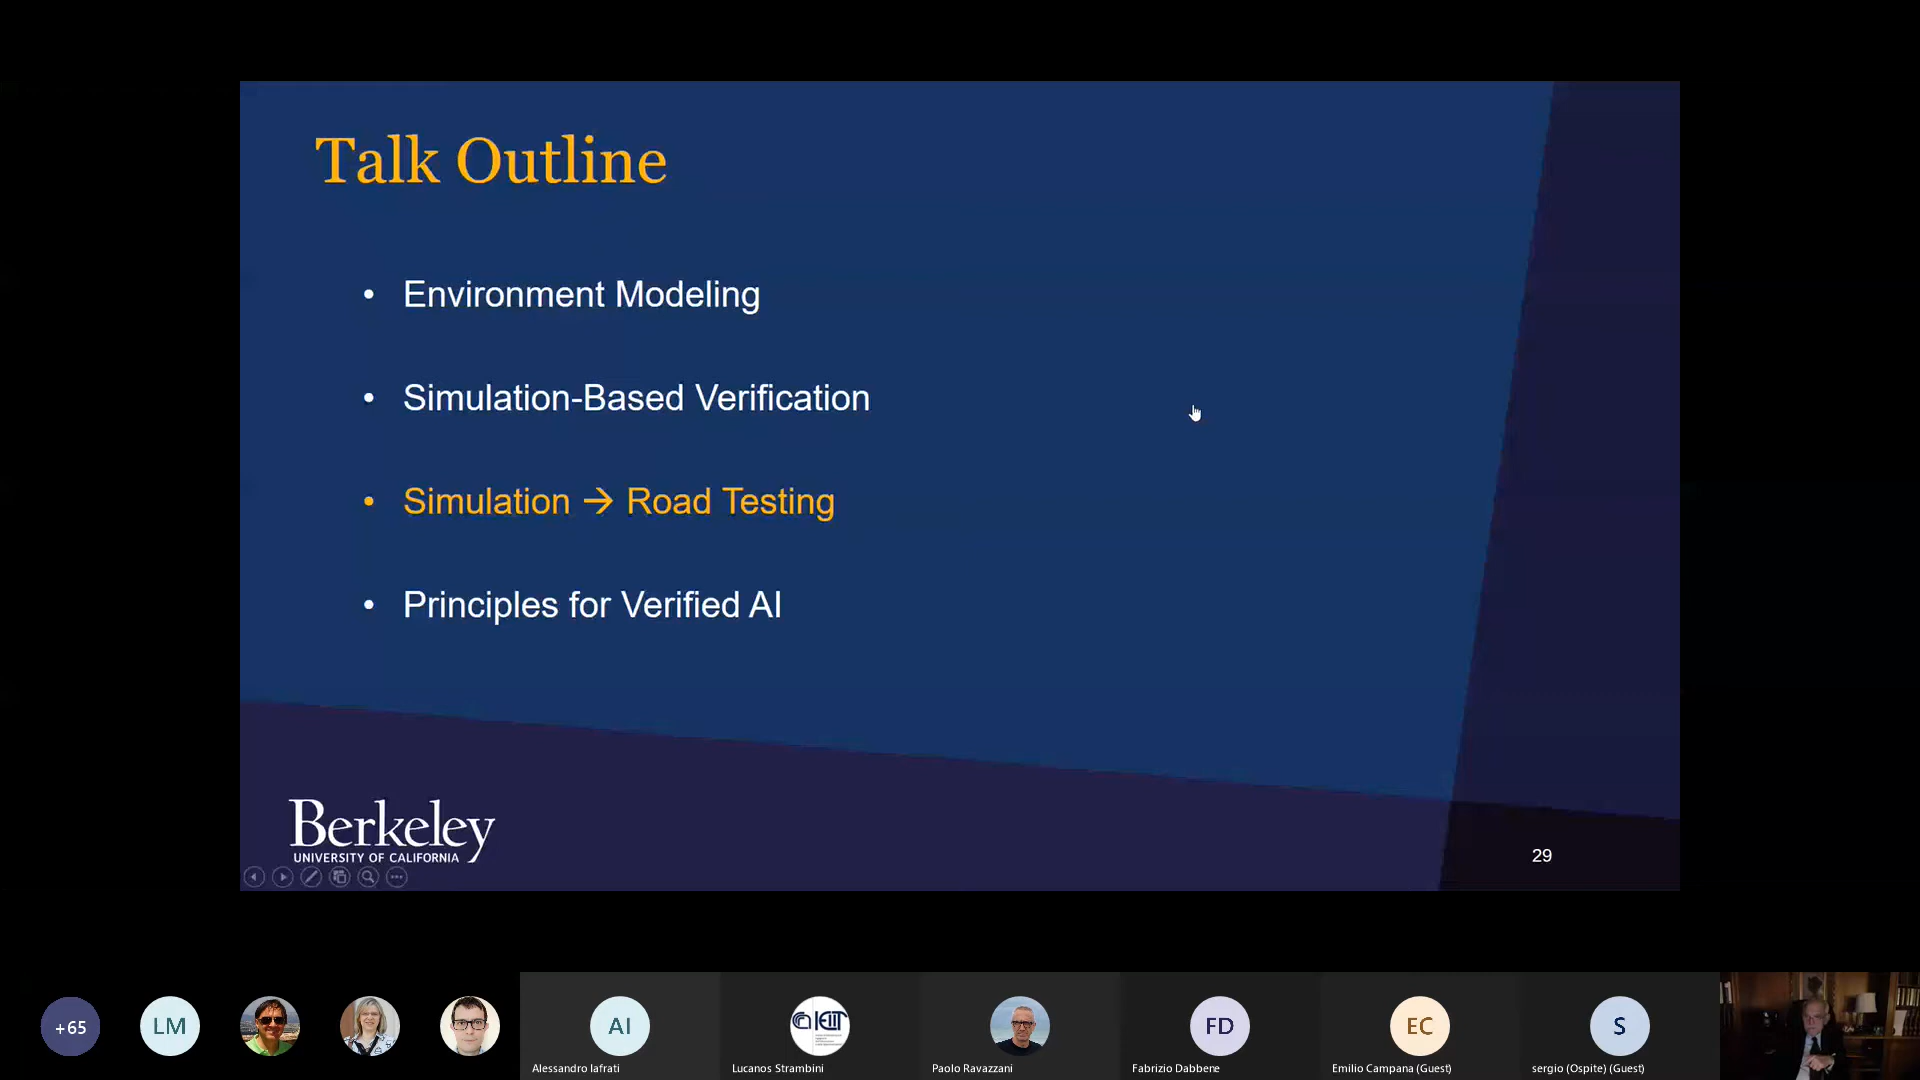 Talk Outline
• Environment Modeling
• Simulation-Based Verification
• Simulation → Road Testing
• Principles for Verified AI
Berkeley
UNIVERSITY OF CALIFORNIA
29
+65
LM
AI
Alessandro Iafrati
Lucanos Strambini
Paolo Ravazzani
FD
Fabrizio Dabbene
EC
Emilio Campana (Guest)
S
sergio (Ospite) (Guest)